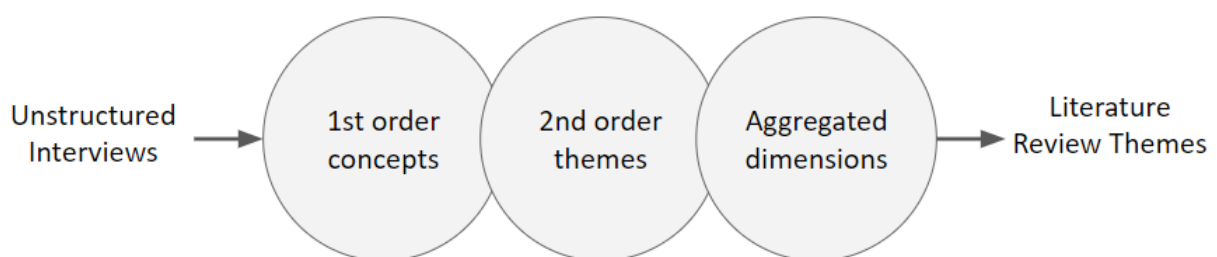 Unstructured
Interviews
1st order
concepts
2nd order
themes
Aggregated
dimensions
Literature
Review Themes